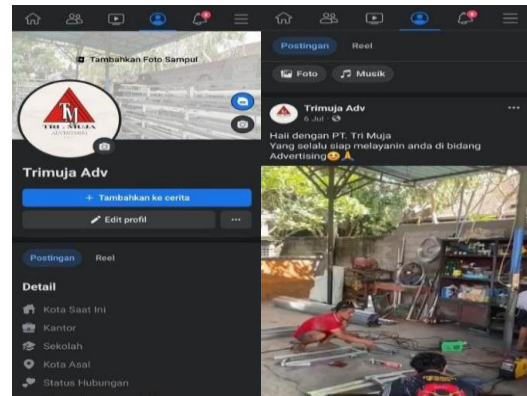 Tambahkan Foto Sampul
TM
TRI - MUJA
ADVERTISING
Trimuja Adv
+ Tambahkan ke cerita
Edit profil
Postingan Reel
Detail
Kota Saat Ini
Kantor
Sekolah
Kota Asal
Status Hubungan
Postingan Reel
Foto Musik
Trimuja Adv
6 Jul
Haii dengan PT. Tri Muja
Yang selalu siap melayanin anda di bidang
Advertising😊🙏